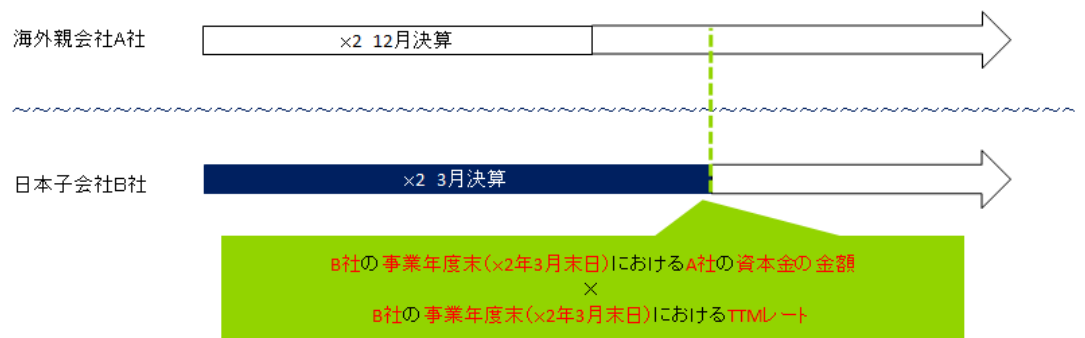 海外親会社A社
×2 12月決算
日本子会社B社
×2 3月決算
B社の事業年度末(×2年3月末日)におけるA社の資本金の金額
×
B社の事業年度末(×2年3月末日)におけるTTMレート